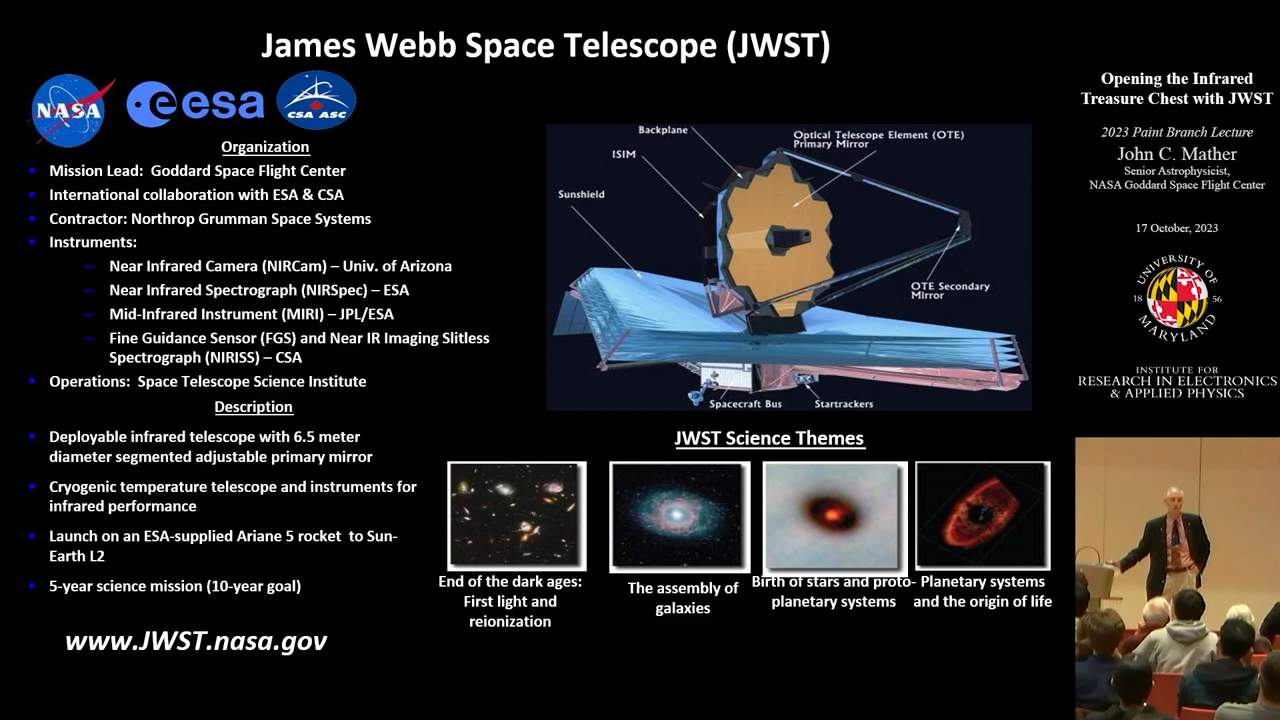 James Webb Space Telescope (JWST)
NASA
esa
CSA ASC
Organization
Mission Lead: Goddard Space Flight Center
International collaboration with ESA & CSA
Contractor: Northrop Grumman Space Systems
Instruments:
– Near Infrared Camera (NIRCam) – Univ. of Arizona
– Near Infrared Spectrograph (NIRSpec) – ESA
– Mid-Infrared Instrument (MIRI) – JPL/ESA
– Fine Guidance Sensor (FGS) and Near IR Imaging Slitless
Spectrograph (NIRISS) – CSA
Operations: Space Telescope Science Institute
Description
Deployable infrared telescope with 6.5 meter
diameter segmented adjustable primary mirror
Cryogenic temperature telescope and instruments for
infrared performance
Launch on an ESA-supplied Ariane 5 rocket to Sun-
Earth L2
5-year science mission (10-year goal)
www.JWST.nasa.gov
Backplane
Optical Telescope Element (OTE)
Primary Mirror
ISIM
Sunshield
OTE Secondary
Mirror
Spacecraft Bus
Startrackers
JWST Science Themes
End of the dark ages:
First light and
reionization
The assembly of
galaxies
Birth of stars and proto-
planetary systems
Planetary systems
and the origin of life
Opening the Infrared
Treasure Chest with JWST
2023 Paint Branch Lecture
John C. Mather
Senior Astrophysicist,
NASA Goddard Space Flight Center
17 October, 2023
UNIVERSITY OF
18 56
MARYLAND
INSTITUTE FOR
RESEARCH IN ELECTRONICS
& APPLIED PHYSICS